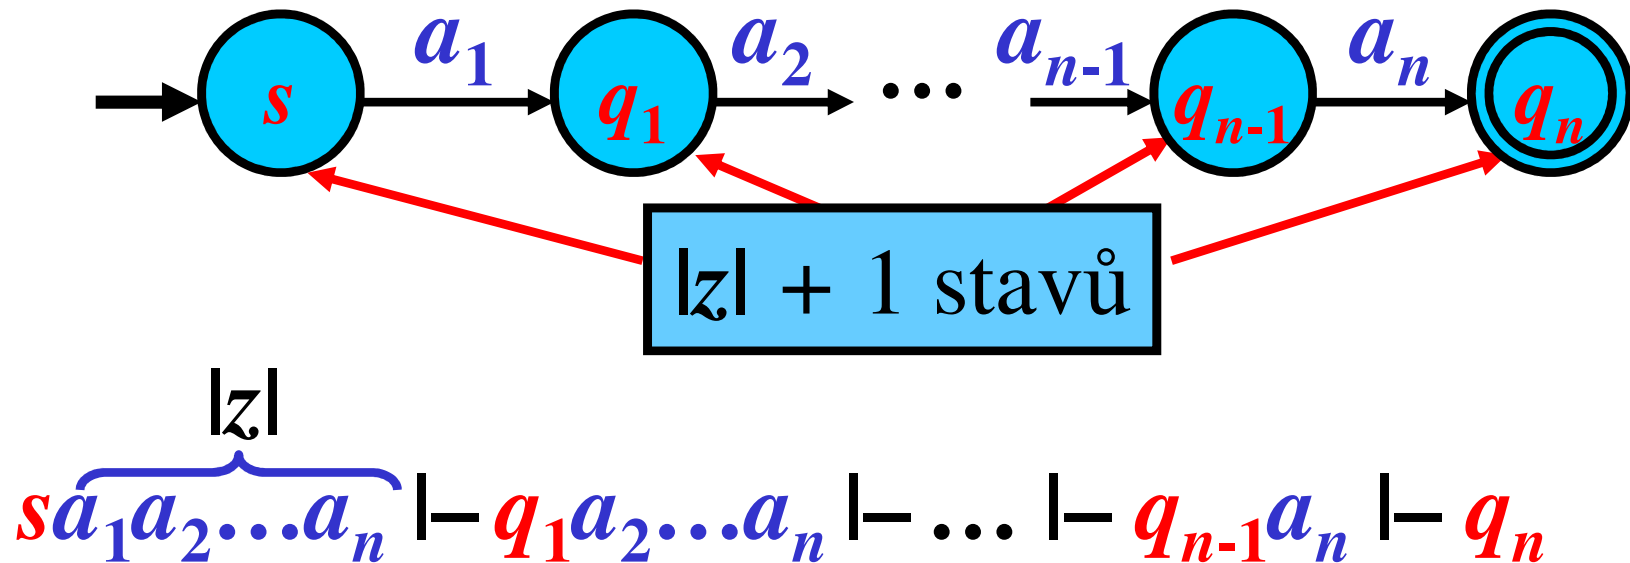 a₁ a₂ ... aₙ₋₁ aₙ
s q₁ qₙ₋₁ qₙ
|z| + 1 stavů
|z|
sa₁a₂…aₙ |– q₁a₂…aₙ |– … |– qₙ₋₁aₙ |– qₙ